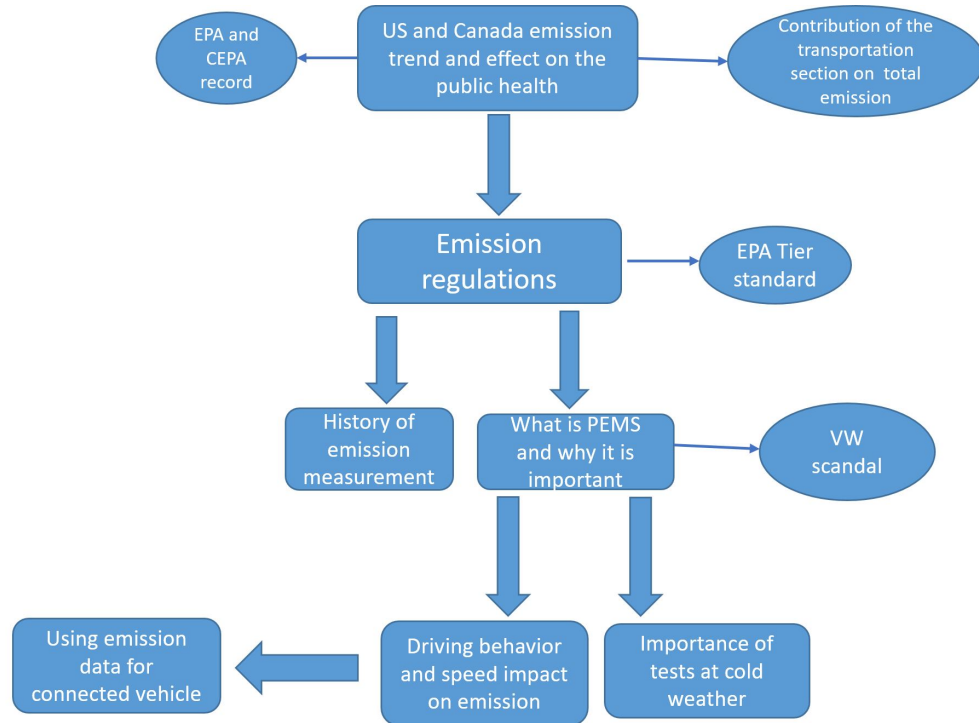 EPA and
CEPA
record
US and Canada emission
trend and effect on the
public health
Contribution of the
transportation
section on  total
emission
Emission
regulations
EPA Tier
standard
History of
emission
measurement
What is PEMS
and why it is
important
VW
scandal
Using emission
data for
connected vehicle
Driving behavior
and speed impact
on emission
Importance of
tests at cold
weather